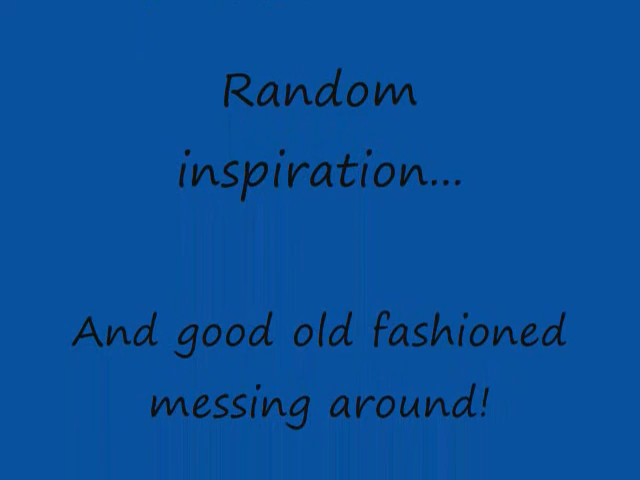 Random
inspiration...
And good old fashioned
messing around!